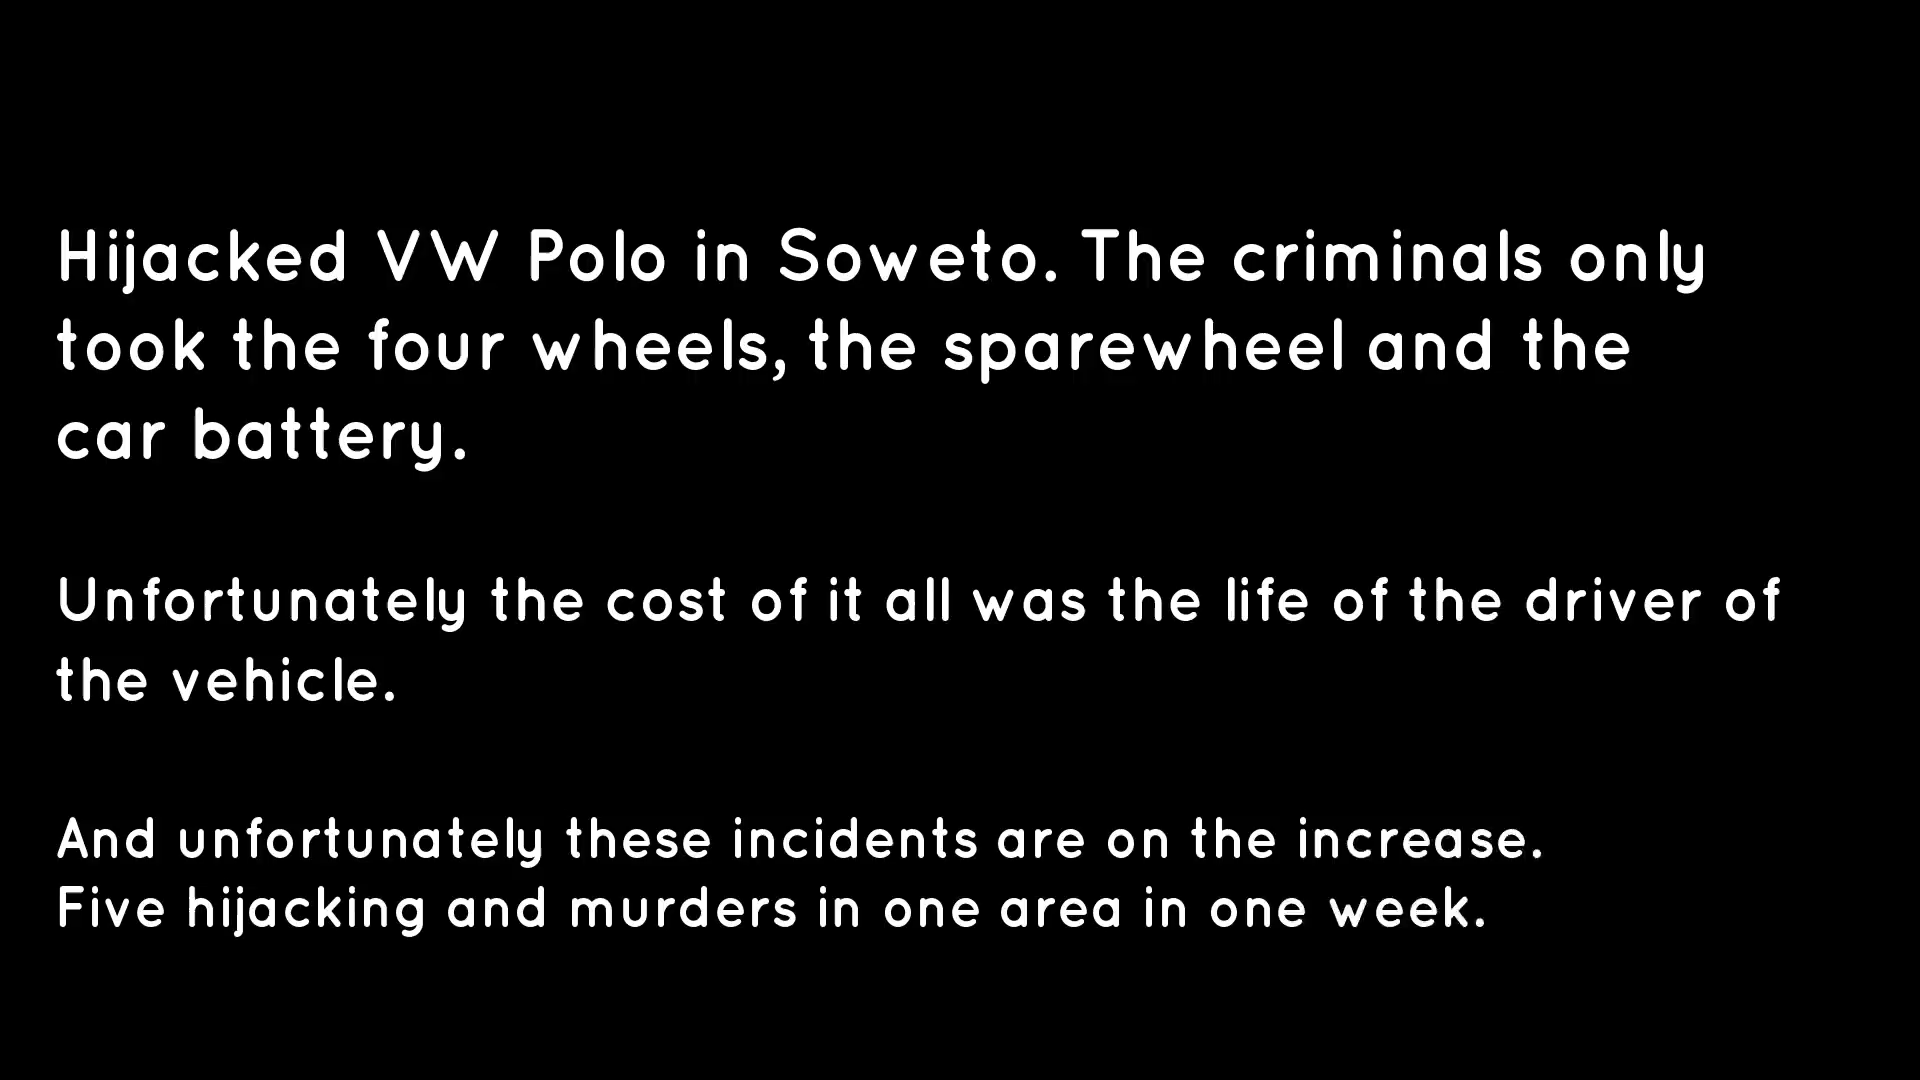 Hijacked VW Polo in Soweto. The criminals only
took the four wheels, the sparewheel and the
car battery.
Unfortunately the cost of it all was the life of the driver of
the vehicle.
And unfortunately these incidents are on the increase.
Five hijacking and murders in one area in one week.